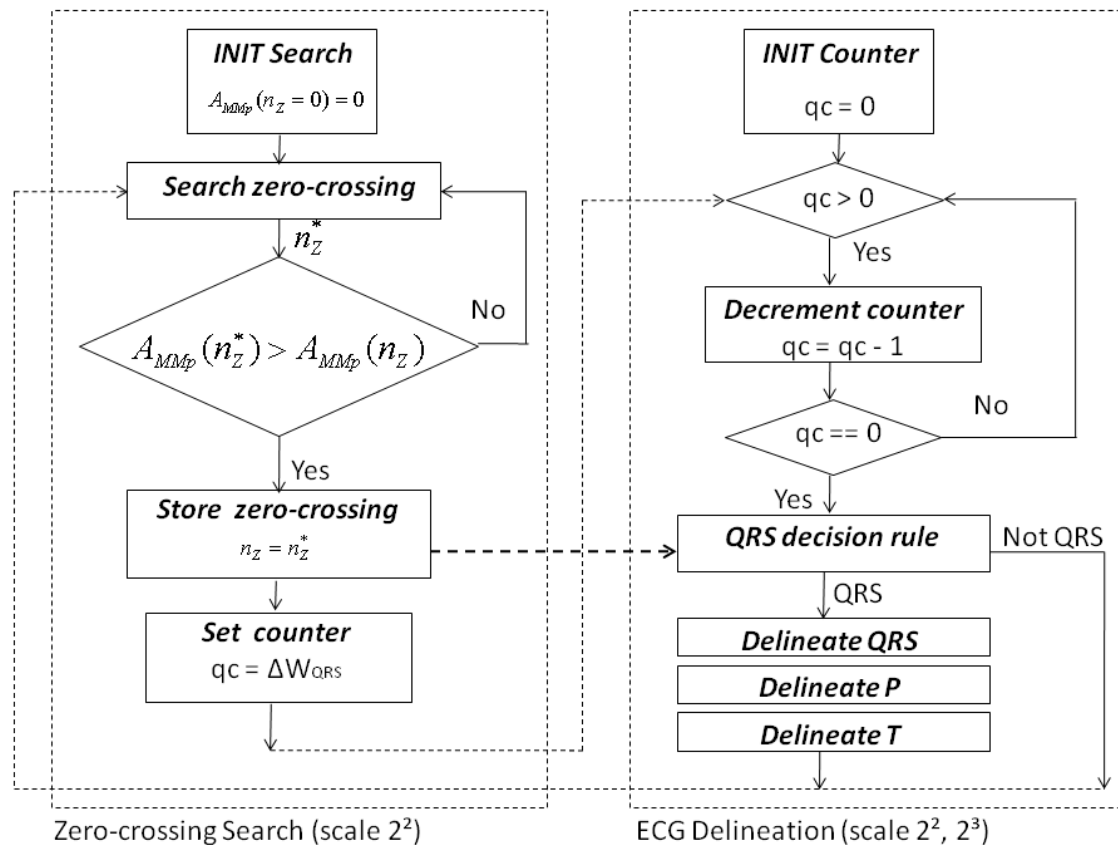 INIT Search
A_MMp(n_Z = 0) = 0
Search zero-crossing
n_Z^*
A_MMp(n_Z^*) > A_MMp(n_Z)
No
Yes
Store zero-crossing
n_Z = n_Z^*
Set counter
qc = ΔW_QRS
Zero-crossing Search (scale 2²)
INIT Counter
qc = 0
qc > 0
Yes
Decrement counter
qc = qc - 1
qc == 0
No
Yes
QRS decision rule
Not QRS
QRS
Delineate QRS
Delineate P
Delineate T
ECG Delineation (scale 2², 2³)